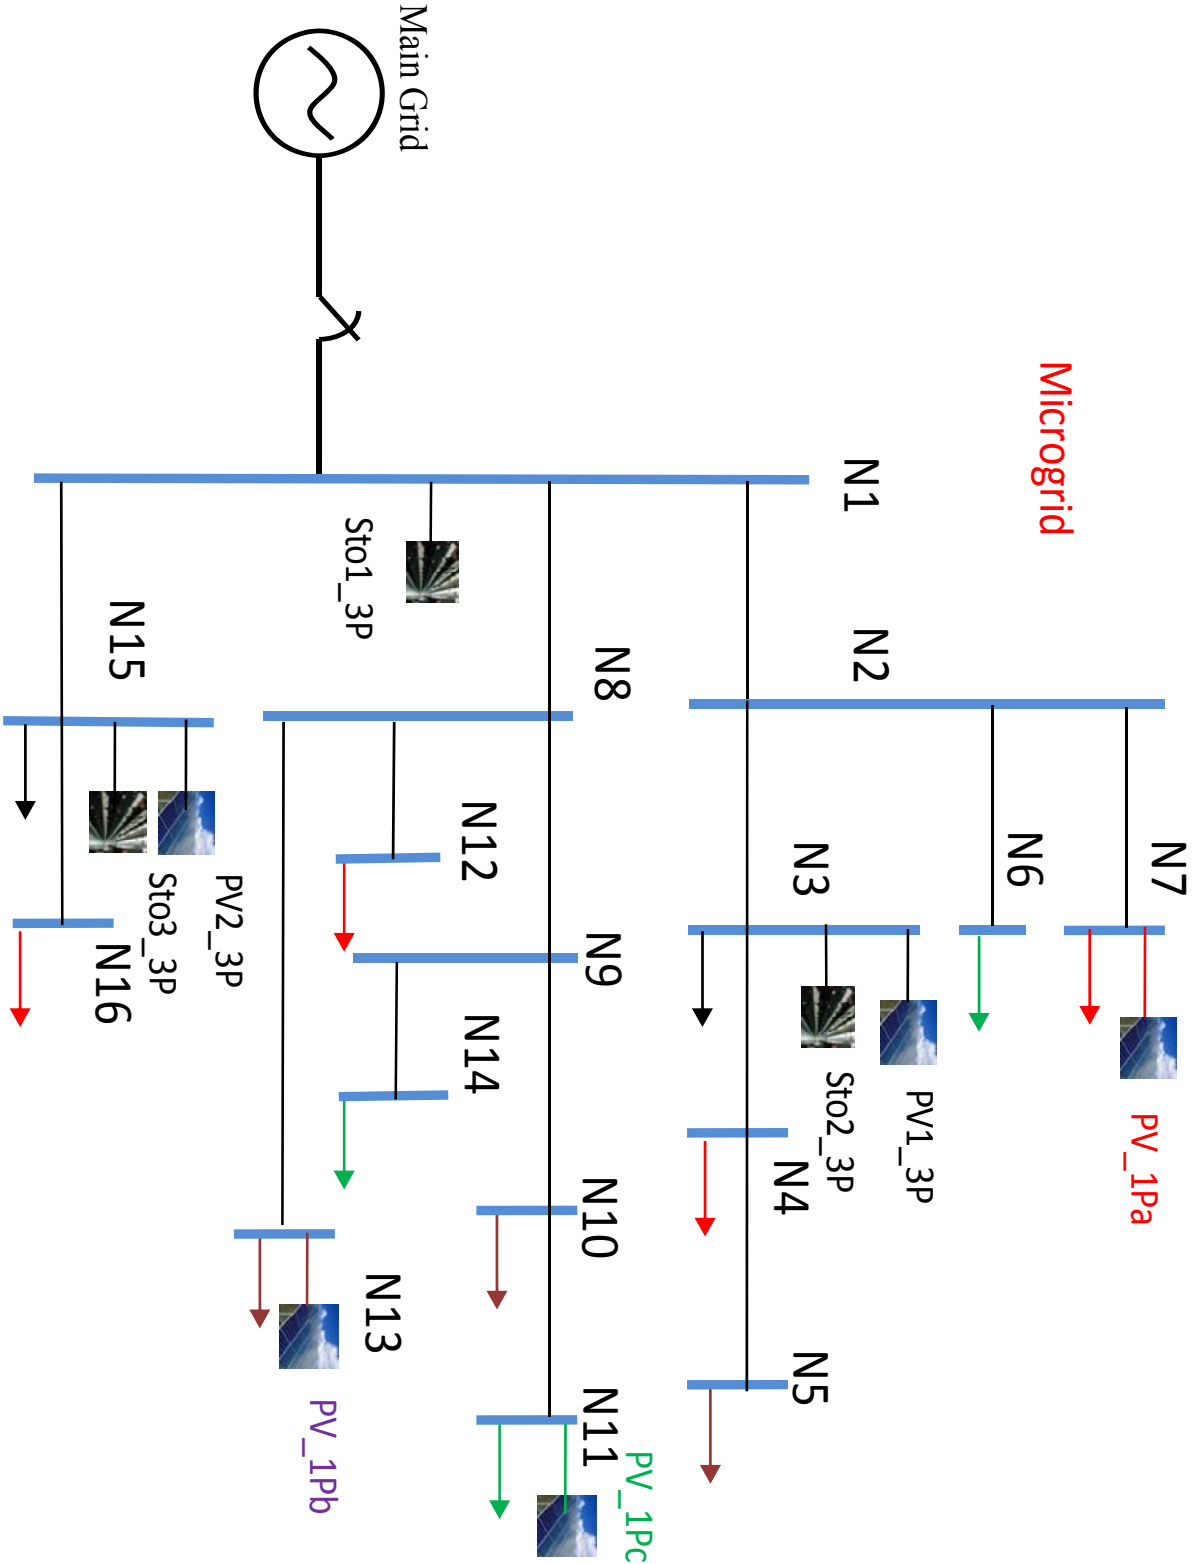 Main Grid
Microgrid
N1
Sto1_3P
N2
N8
N15
N7
N6
N3
N12
PV2_3P
Sto3_3P
N16
N9
N14
PV_1Pa
PV1_3P
Sto2_3P
N4
N10
N13
N5
N11
PV_1Pb
PV_1Pc